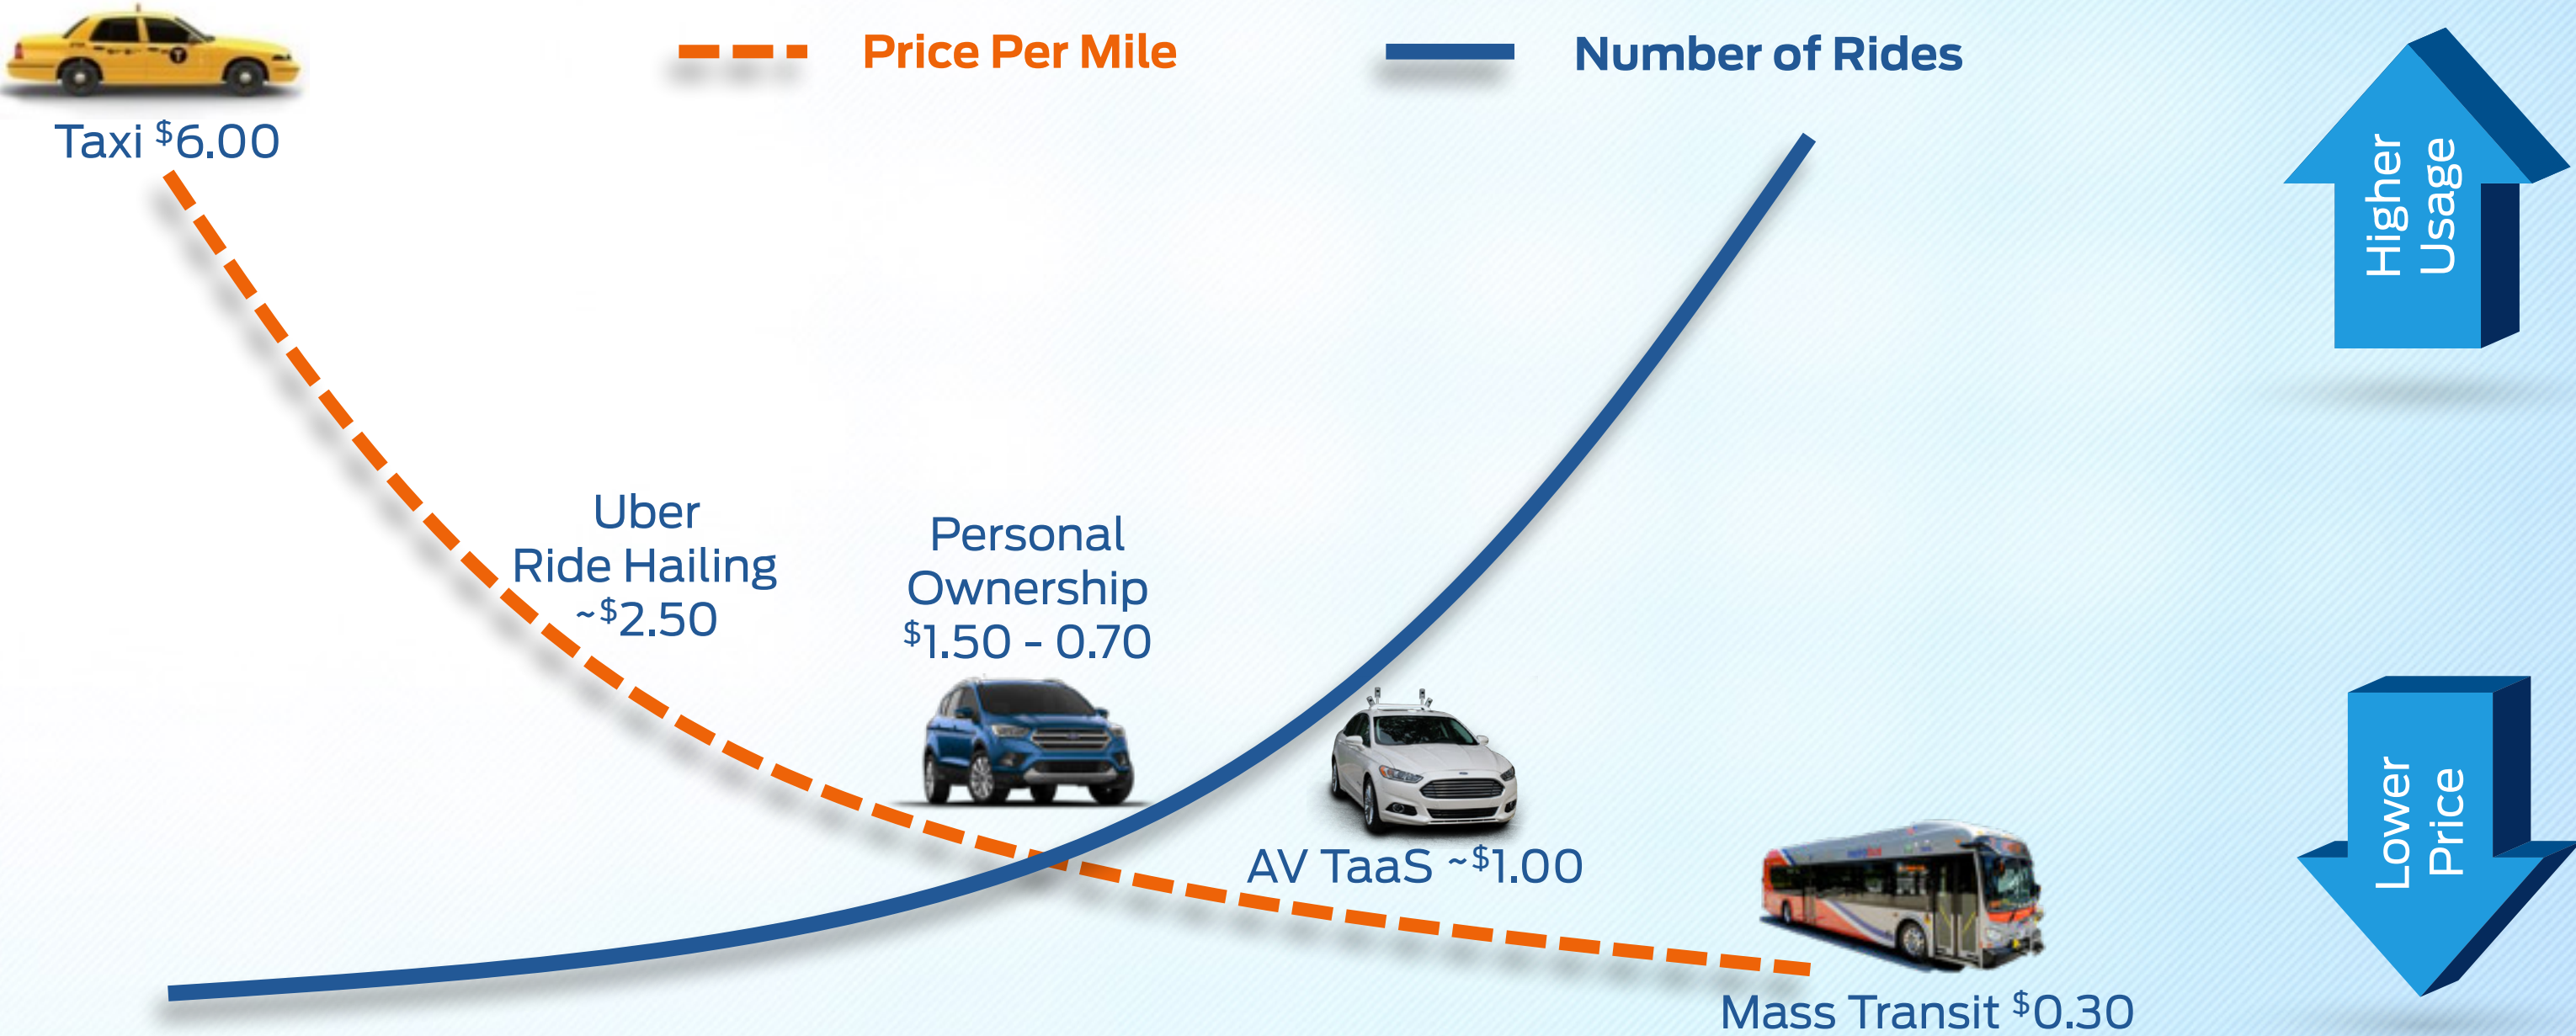 Price Per Mile
Number of Rides
Taxi $6.00
Higher
Usage
Uber
Ride Hailing
~$2.50
Personal
Ownership
$1.50 - 0.70
AV TaaS ~$1.00
Lower
Price
Mass Transit $0.30